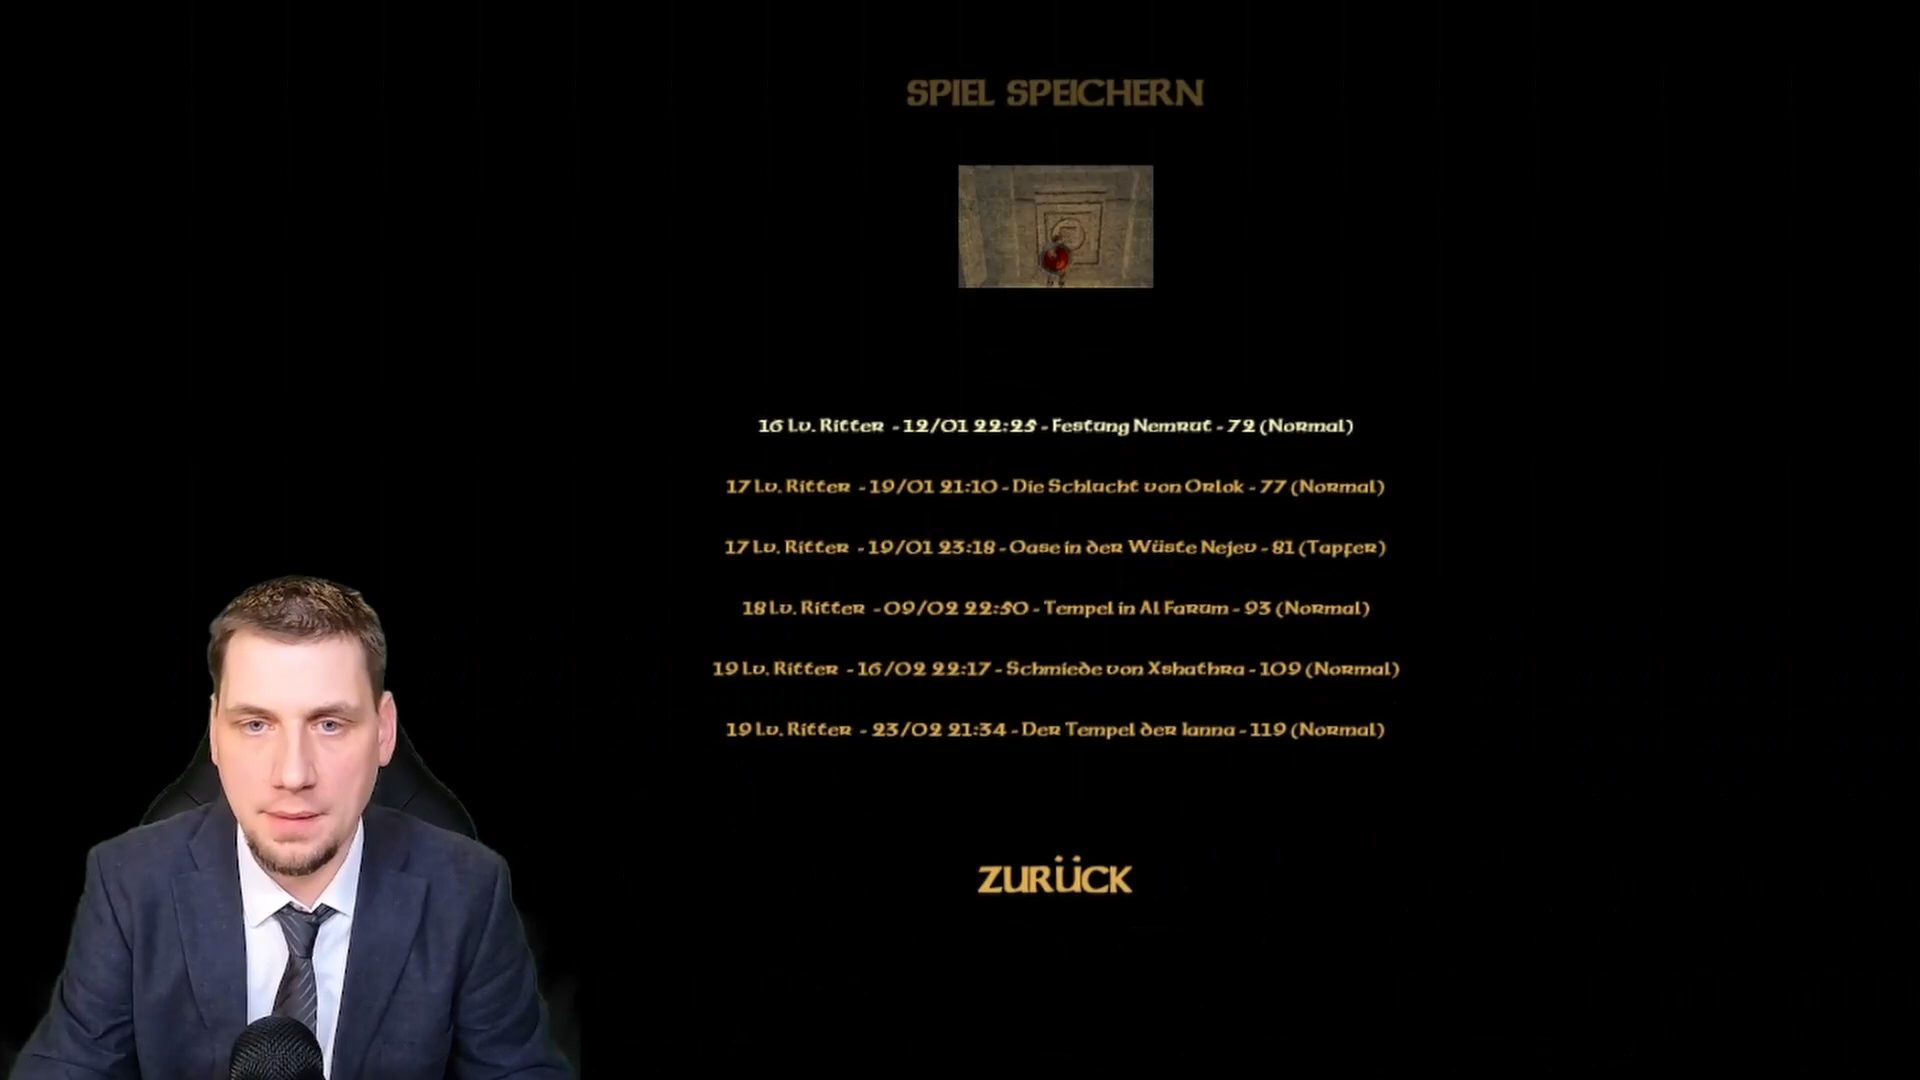 SPIEL SPEICHERN
16 Lv. Ritter - 12/01 22:25 - Festung Nemrut - 72 (Normal)
17 Lv. Ritter - 19/01 21:10 - Die Schlucht von Orlok - 77 (Normal)
17 Lv. Ritter - 19/01 23:18 - Oase in der Wüste Nejev - 81 (Tapfer)
18 Lv. Ritter - 09/02 22:50 - Tempel in Al Farum - 93 (Normal)
19 Lv. Ritter - 16/02 22:17 - Schmiede von Xshathra - 109 (Normal)
19 Lv. Ritter - 23/02 21:34 - Der Tempel der Ianna - 119 (Normal)
ZURÜCK